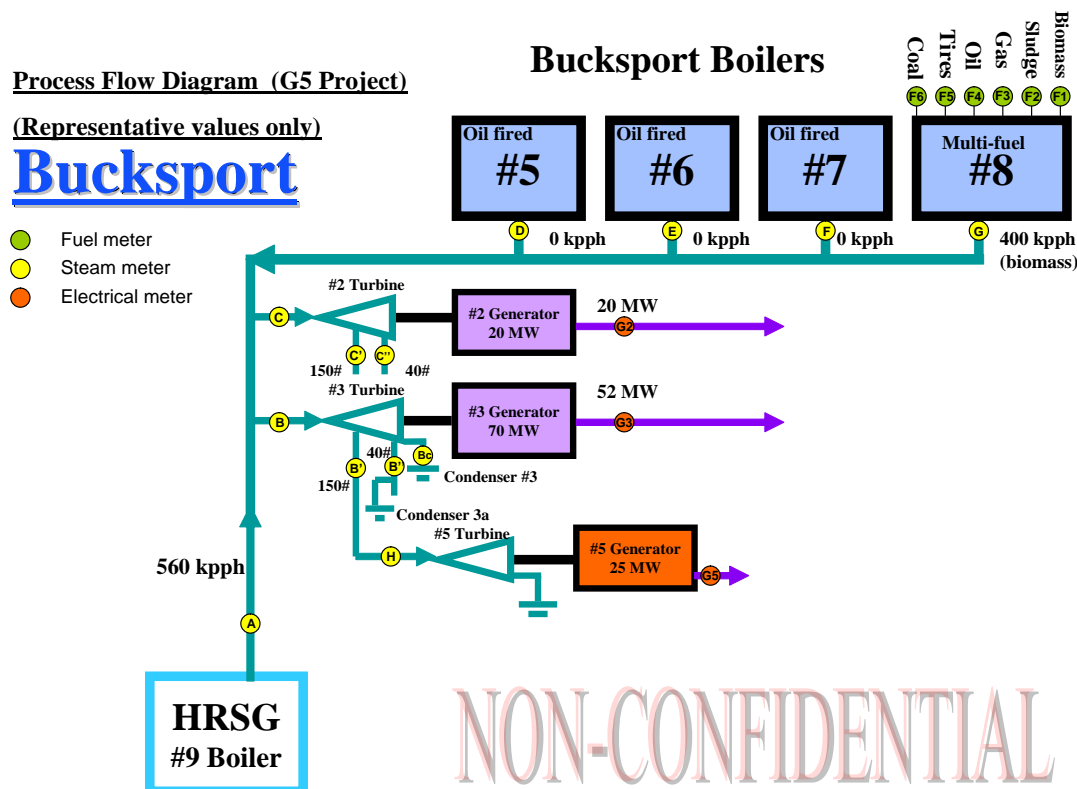 Process Flow Diagram (G5 Project)
(Representative values only)
Bucksport
Fuel meter
Steam meter
Electrical meter
Bucksport Boilers
Coal
Tires
Oil
Gas
Sludge
Biomass
F6
F5
F4
F3
F2
F1
Oil fired
#5
Oil fired
#6
Oil fired
#7
Multi-fuel
#8
D
0 kpph
E
0 kpph
F
0 kpph
G
400 kpph
(biomass)
#2 Turbine
C
#2 Generator
20 MW
20 MW
G2
C'
C''
150#
40#
#3 Turbine
B
#3 Generator
70 MW
52 MW
G3
40#
Bc
B'
B'
150#
Condenser #3
Condenser 3a
#5 Turbine
H
#5 Generator
25 MW
G5
560 kpph
A
HRSG
#9 Boiler
NON-CONFIDENTIAL